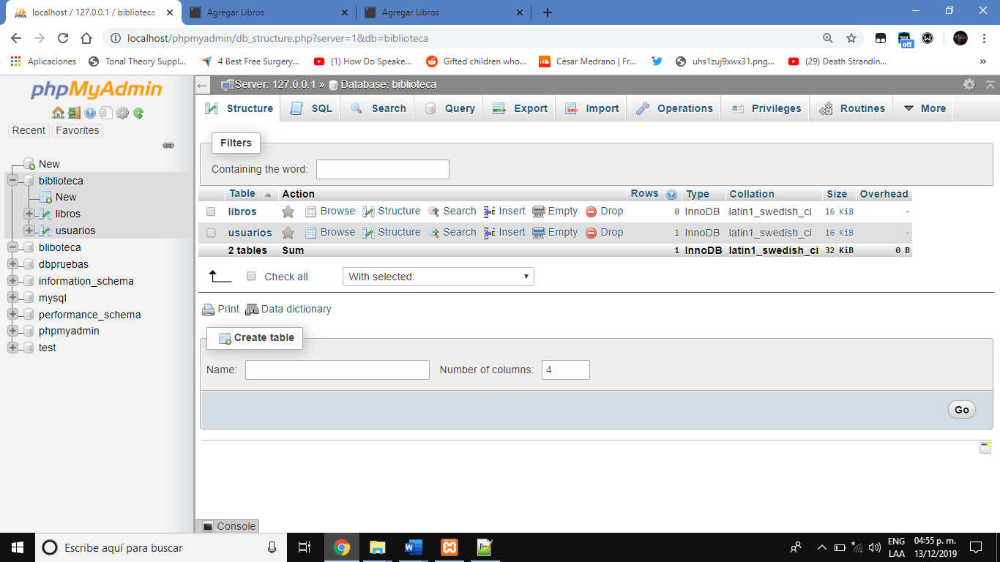 localhost / 127.0.0.1 / biblioteca |
Agregar Libros
Agregar Libros
localhost/phpmyadmin/db_structure.php?server=1&db=biblioteca
off
Aplicaciones
Tonal Theory Suppl...
4 Best Free Surgery...
(1) How Do Speake...
Gifted children who...
César Medrano | Fr...
uhs1zuj9xwx31.png...
(29) Death Strandin...
»
phpMyAdmin
Recent Favorites
New
biblioteca
New
libros
usuarios
bliboteca
dbpruebas
information_schema
mysql
performance_schema
phpmyadmin
test
Server: 127.0.0.1 » Database: biblioteca
Structure SQL Search Query Export Import Operations Privileges Routines More
Filters
Containing the word:
Table Action Rows Type Collation Size Overhead
libros Browse Structure Search Insert Empty Drop 0 InnoDB latin1_swedish_ci 16 KiB -
usuarios Browse Structure Search Insert Empty Drop 1 InnoDB latin1_swedish_ci 16 KiB -
2 tables Sum 1 InnoDB latin1_swedish_ci 32 KiB 0 B
Check all With selected:
Print Data dictionary
Create table
Name: Number of columns: 4
Go
Console
Escribe aquí para buscar
ENG
LAA
04:55 p. m.
13/12/2019